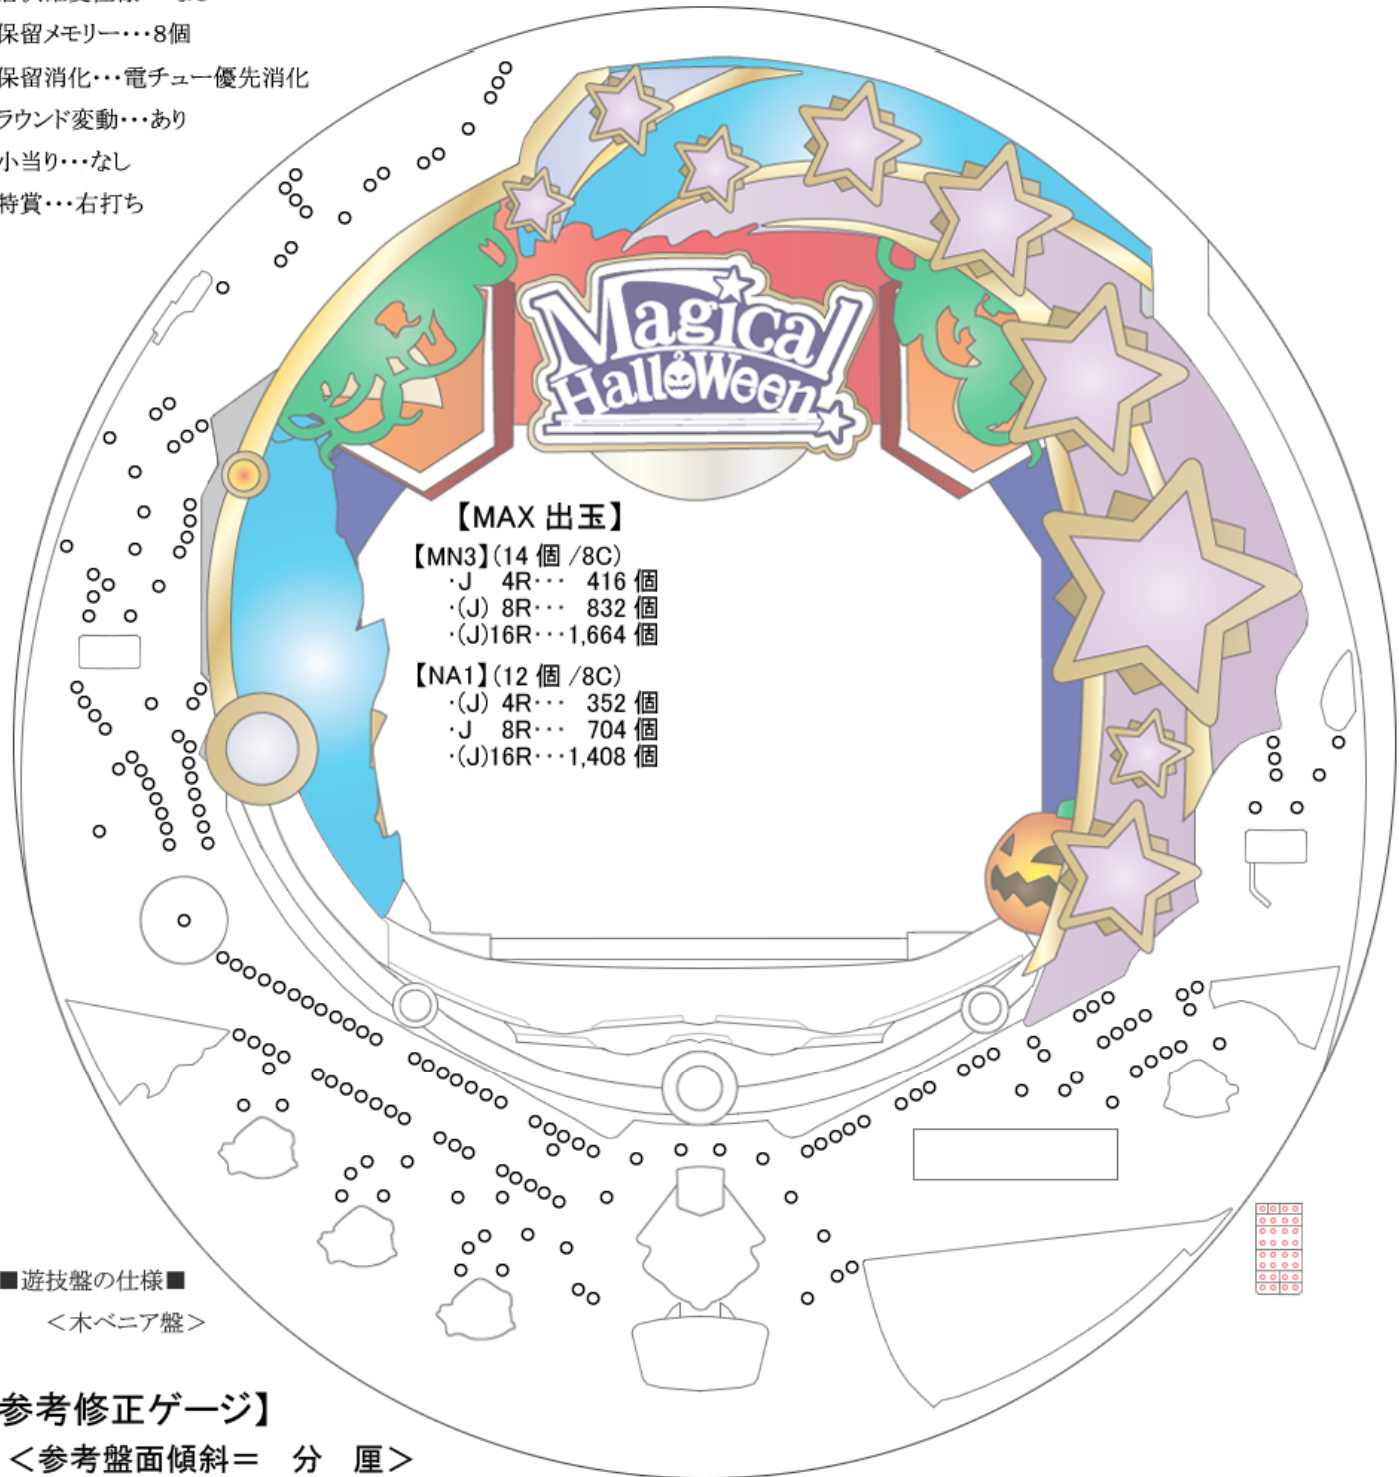 保留メモリー・・・8個
保留消化・・・電チュー優先消化
ラウンド変動・・・あり
小当り・・・なし
特賞・・・右打ち
Magical
Halloween
【MAX 出玉】
【MN3】(14 個 /8C)
・J 4R・・・ 416 個
・(J) 8R・・・ 832 個
・(J)16R・・・1,664 個
【NA1】(12 個 /8C)
・(J) 4R・・・ 352 個
・J 8R・・・ 704 個
・(J)16R・・・1,408 個
■遊技盤の仕様■
＜木ベニア盤＞
参考修正ゲージ】
＜参考盤面傾斜＝ 分 厘＞